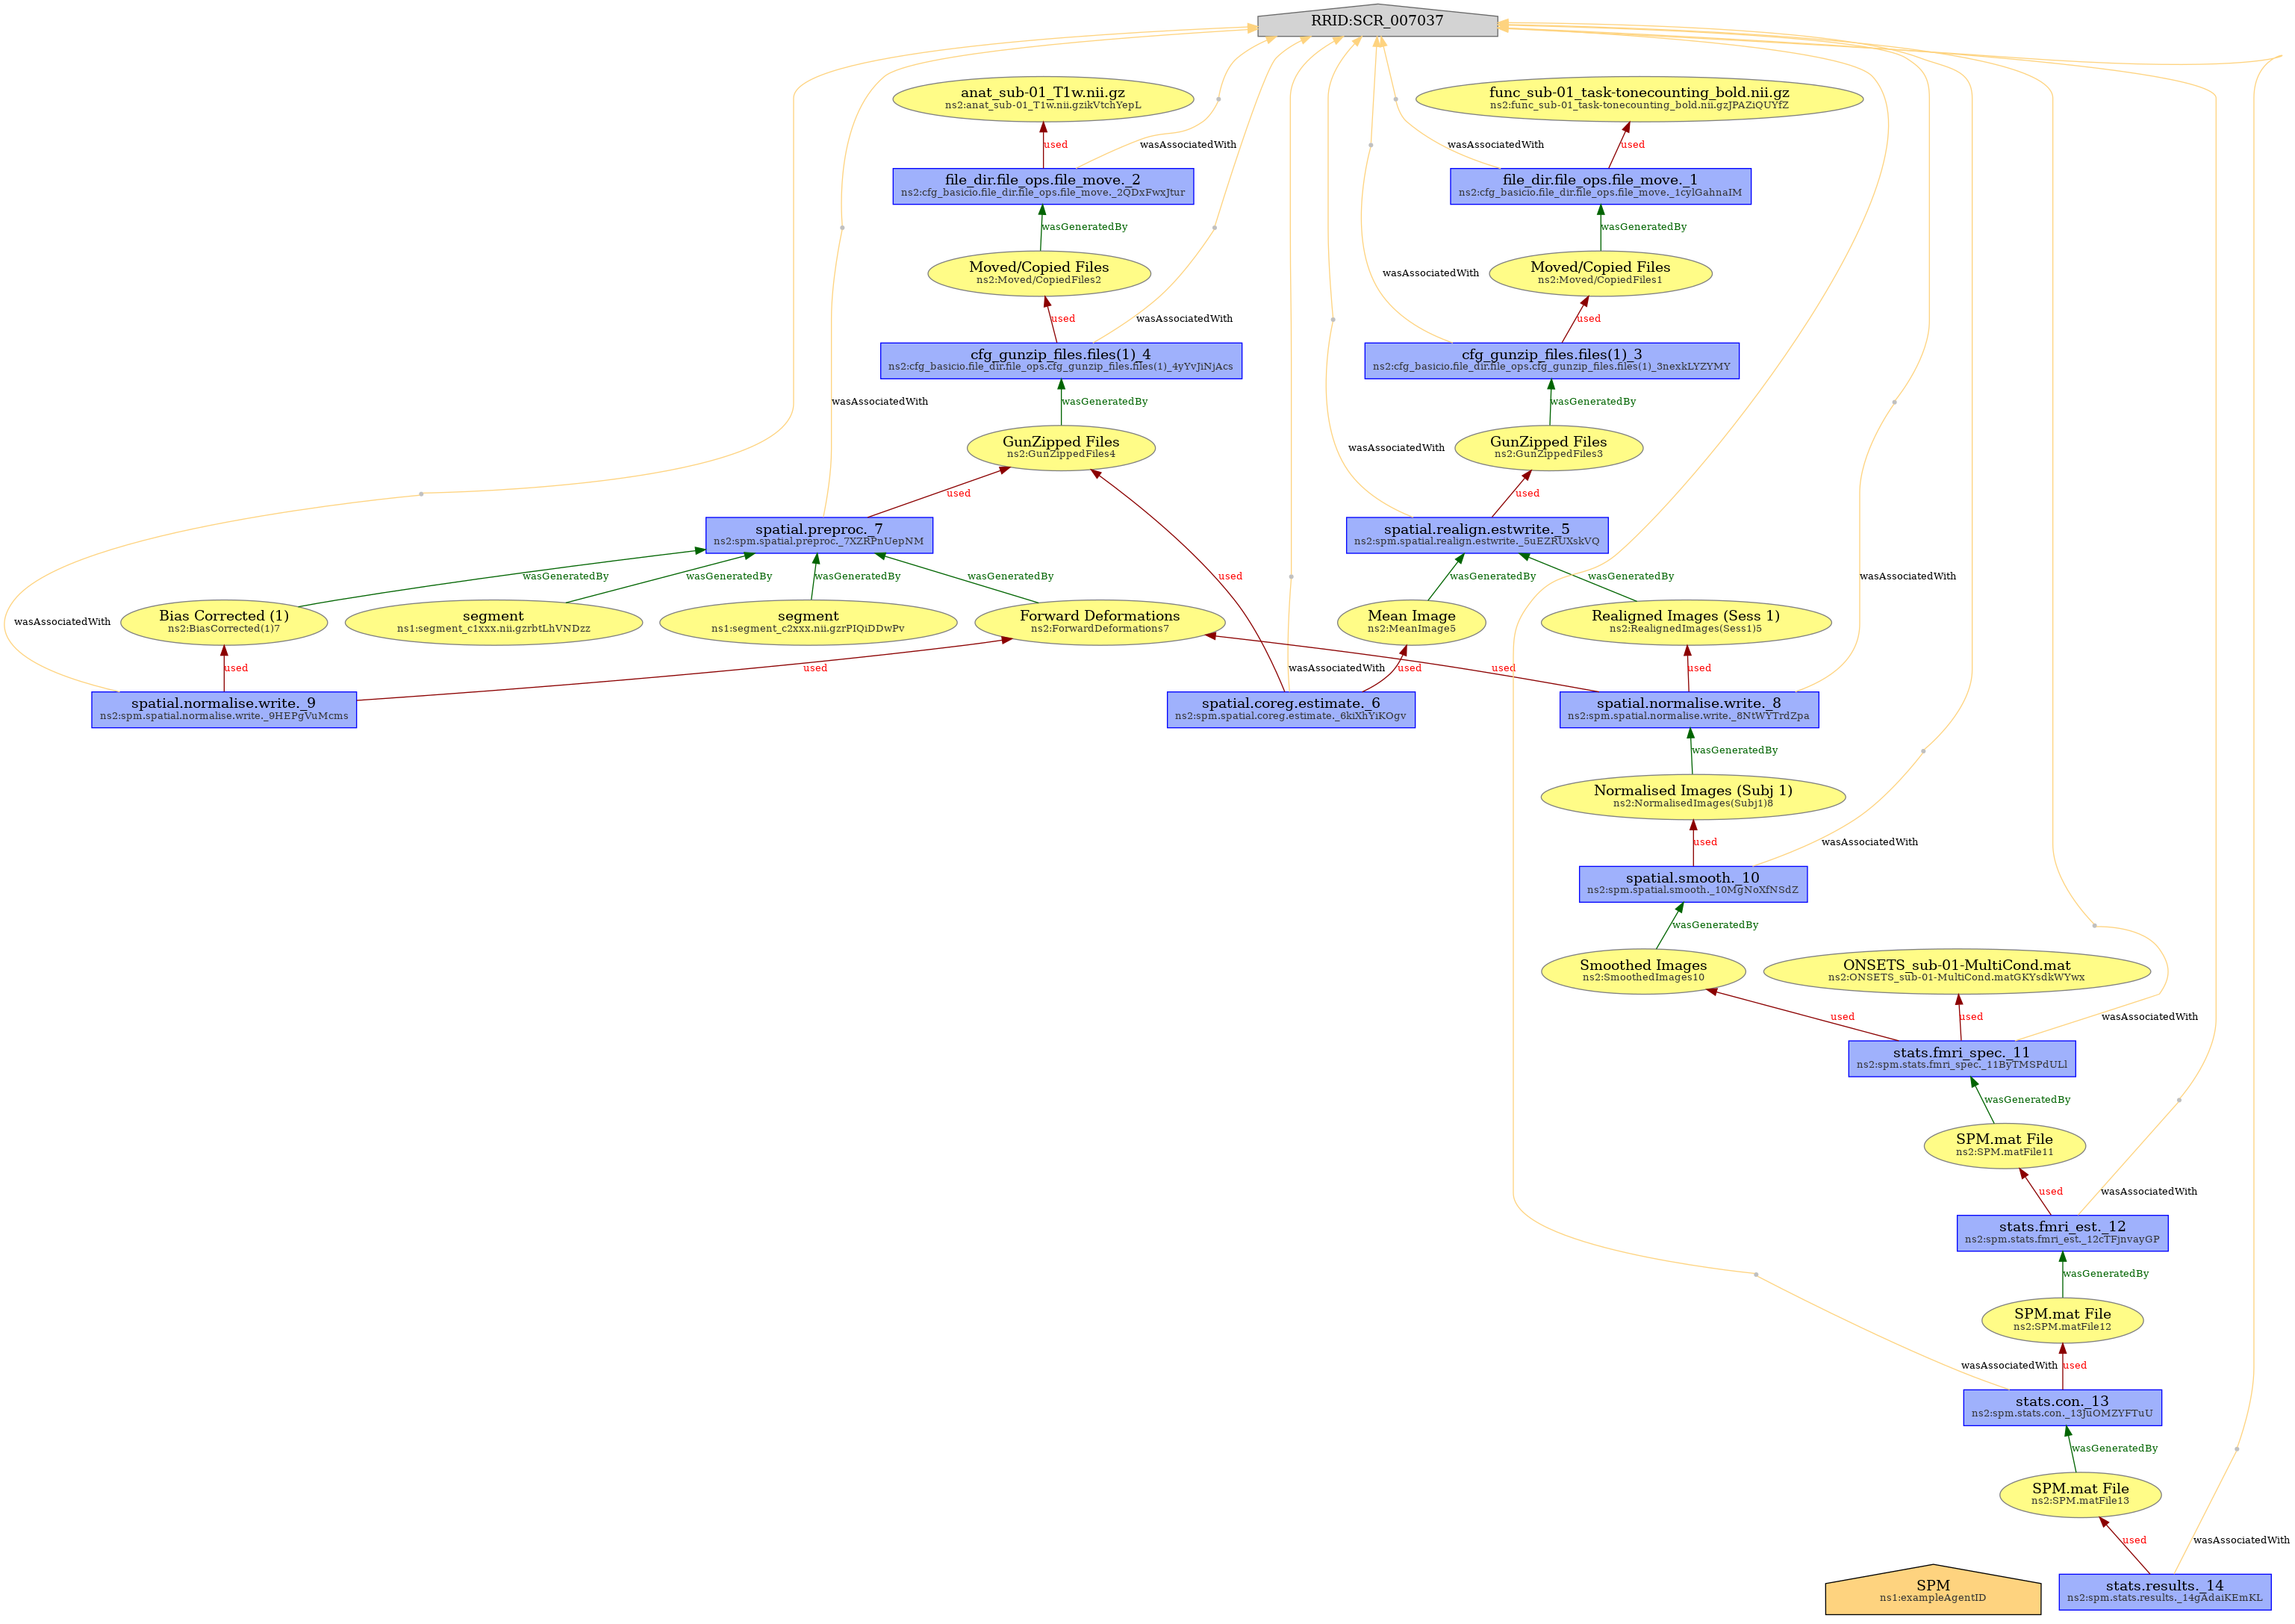 RRID:SCR_007037
anat_sub-01_T1w.nii.gz
ns2:anat_sub-01_T1w.nii.gzikVtchYepL
func_sub-01_task-tonecounting_bold.nii.gz
ns2:func_sub-01_task-tonecounting_bold.nii.gzJPAZiQUYfZ
used
wasAssociatedWith
wasAssociatedWith
used
file_dir.file_ops.file_move._2
ns2:cfg_basicio.file_dir.file_ops.file_move._2QDxFwxJtur
file_dir.file_ops.file_move._1
ns2:cfg_basicio.file_dir.file_ops.file_move._1cylGahnaIM
wasGeneratedBy
wasGeneratedBy
Moved/Copied Files
ns2:Moved/CopiedFiles2
wasAssociatedWith
Moved/Copied Files
ns2:Moved/CopiedFiles1
used
wasAssociatedWith
used
cfg_gunzip_files.files(1)_4
ns2:cfg_basicio.file_dir.file_ops.cfg_gunzip_files.files(1)_4yYvJiNjAcs
cfg_gunzip_files.files(1)_3
ns2:cfg_basicio.file_dir.file_ops.cfg_gunzip_files.files(1)_3nexkLYZYMY
wasAssociatedWith
wasGeneratedBy
wasGeneratedBy
GunZipped Files
ns2:GunZippedFiles4
wasAssociatedWith
GunZipped Files
ns2:GunZippedFiles3
used
used
spatial.preproc._7
ns2:spm.spatial.preproc._7XZRPnUepNM
spatial.realign.estwrite._5
ns2:spm.spatial.realign.estwrite._5uEZRUXskVQ
wasGeneratedBy
wasGeneratedBy
wasGeneratedBy
wasGeneratedBy
used
wasGeneratedBy
wasGeneratedBy
wasAssociatedWith
wasAssociatedWith
Bias Corrected (1)
ns2:BiasCorrected(1)7
segment
ns1:segment_c1xxx.nii.gzrbtLhVNDzz
segment
ns1:segment_c2xxx.nii.gzrPIQiDDwPv
Forward Deformations
ns2:ForwardDeformations7
Mean Image
ns2:MeanImage5
Realigned Images (Sess 1)
ns2:RealignedImages(Sess1)5
used
used
wasAssociatedWith
used
used
used
spatial.normalise.write._9
ns2:spm.spatial.normalise.write._9HEPgVuMcms
spatial.coreg.estimate._6
ns2:spm.spatial.coreg.estimate._6kiXhYiKOgv
spatial.normalise.write._8
ns2:spm.spatial.normalise.write._8NtWYTrdZpa
wasGeneratedBy
Normalised Images (Subj 1)
ns2:NormalisedImages(Subj1)8
used
wasAssociatedWith
spatial.smooth._10
ns2:spm.spatial.smooth._10MgNoXfNSdZ
wasGeneratedBy
Smoothed Images
ns2:SmoothedImages10
ONSETS_sub-01-MultiCond.mat
ns2:ONSETS_sub-01-MultiCond.matGKYsdkWYwx
used
used
wasAssociatedWith
stats.fmri_spec._11
ns2:spm.stats.fmri_spec._11ByTMSPdULl
wasGeneratedBy
SPM.mat File
ns2:SPM.matFile11
used
wasAssociatedWith
stats.fmri_est._12
ns2:spm.stats.fmri_est._12cTFjnvayGP
wasGeneratedBy
SPM.mat File
ns2:SPM.matFile12
wasAssociatedWith
used
stats.con._13
ns2:spm.stats.con._13JuOMZYFTuU
wasGeneratedBy
SPM.mat File
ns2:SPM.matFile13
used
wasAssociatedWith
SPM
ns1:exampleAgentID
stats.results._14
ns2:spm.stats.results._14gAdaiKEmKL